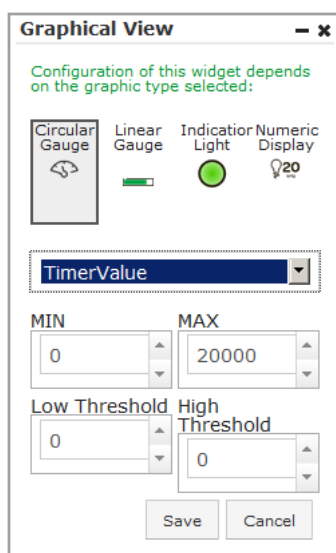 Graphical View
Configuration of this widget depends
on the graphic type selected:
Circular Linear Indication Numeric
Gauge Gauge Light Display
20
TimerValue
MIN MAX
0 20000
Low Threshold High
Threshold
0
0
Save Cancel